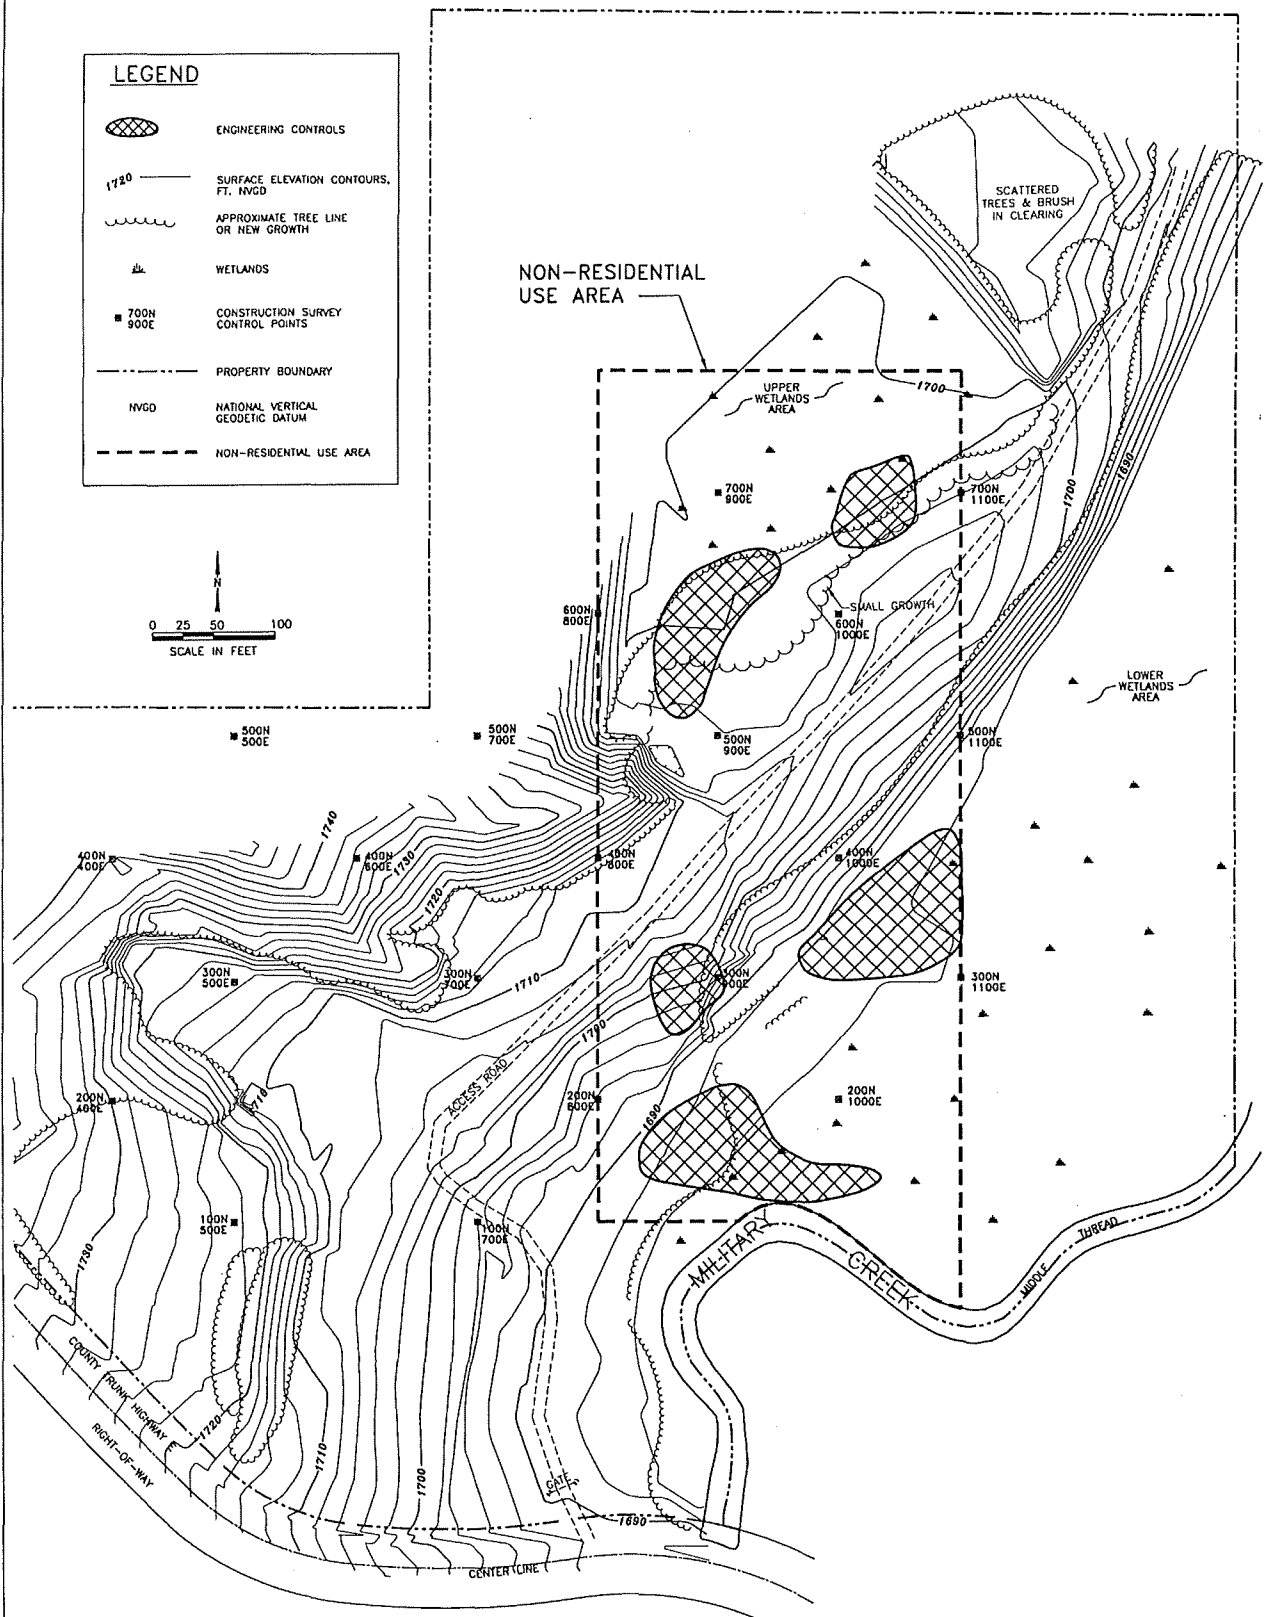 LEGEND
ENGINEERING CONTROLS
1720
SURFACE ELEVATION CONTOURS,
FT. NVGD
APPROXIMATE TREE LINE
OR NEW GROWTH
WETLANDS
700N
900E
CONSTRUCTION SURVEY
CONTROL POINTS
PROPERTY BOUNDARY
NVGD
NATIONAL VERTICAL
GEODETIC DATUM
NON-RESIDENTIAL USE AREA
N
0 25 50 100
SCALE IN FEET
SCATTERED
TREES & BRUSH
IN CLEARING
NON-RESIDENTIAL
USE AREA
1700
UPPER
WETLANDS
AREA
1690
1700
700N
900E
700N
1100E
600N
800E
SMALL GROWTH
600N
1000E
LOWER
WETLANDS
AREA
500N
500E
500N
700E
500N
900E
500N
1100E
1740
400N
400E
400N
600E
1730
400N
800E
400N
1000E
1720
300N
500E
300N
700E
1710
300N
900E
300N
1100E
1700
ACCESS ROAD
200N
400E
1710
200N
800E
1690
200N
1000E
100N
500E
100N
700E
1730
MILITARY
CREEK
MIDDLE
THREAD
COUNTY TRUNK HIGHWAY
RIGHT-OF-WAY
1720
1710
1700
GATE
1690
CENTER LINE